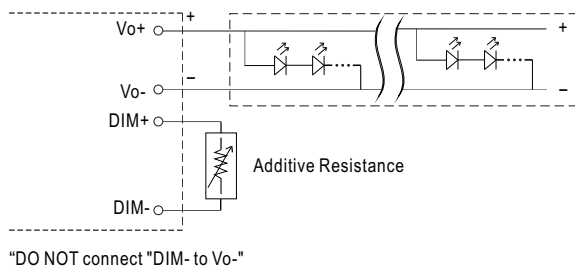 Vo+
+
+
−
Vo-
−
DIM+
Additive Resistance
DIM-
“DO NOT connect "DIM- to Vo-"